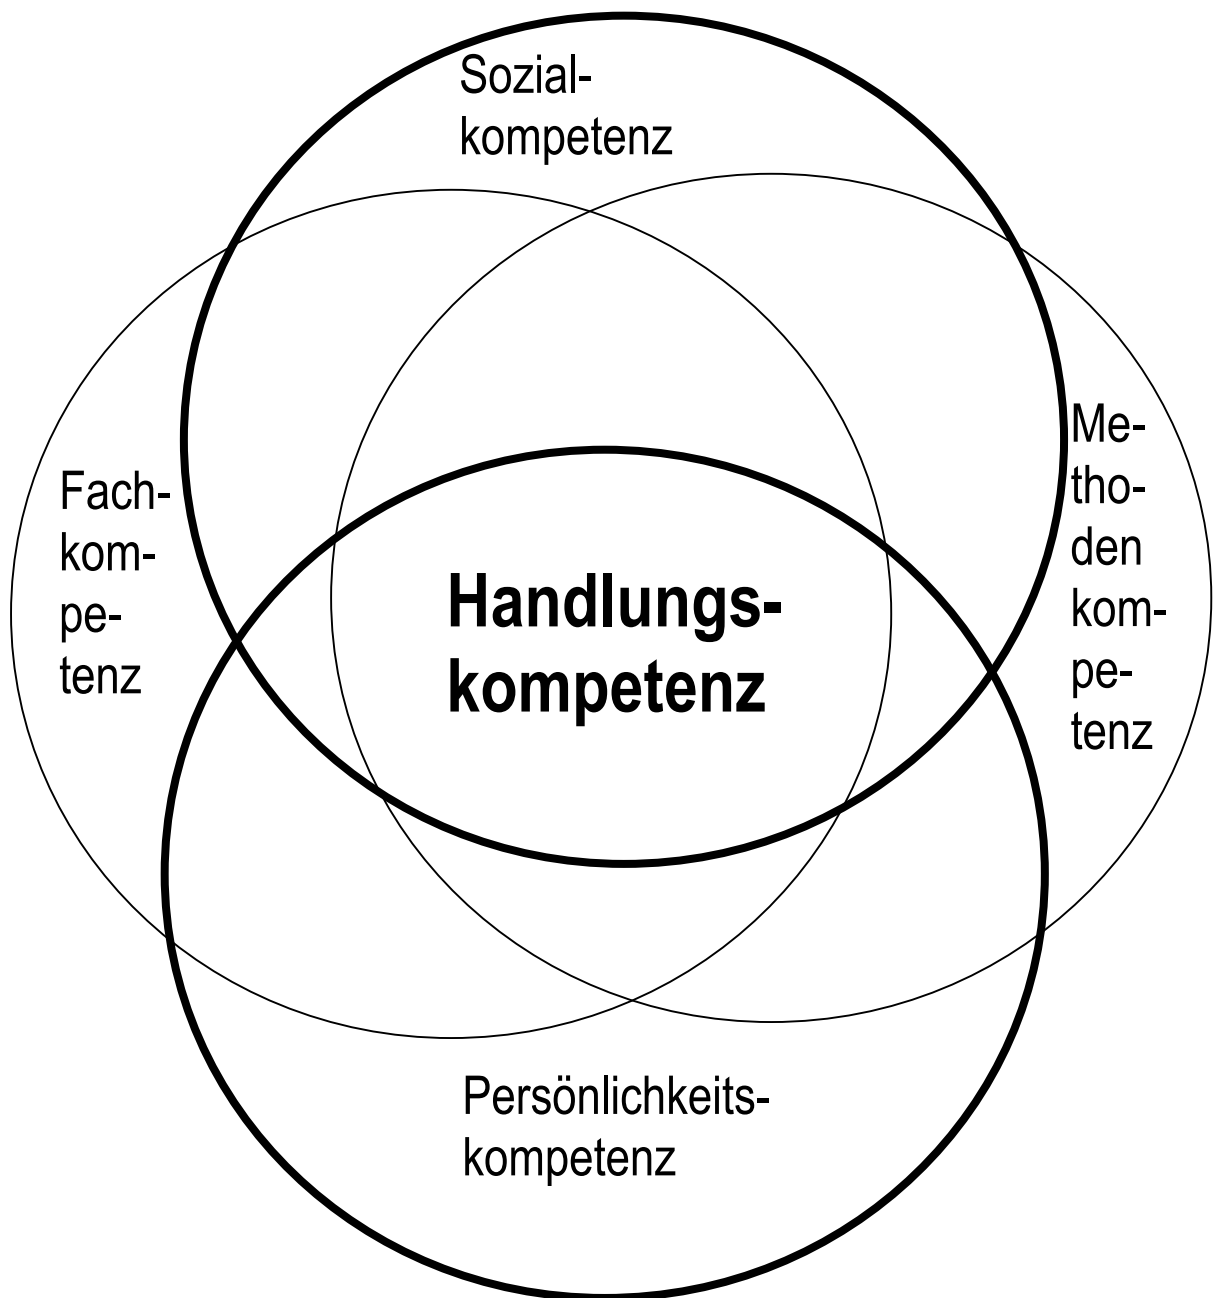 Sozial-
kompetenz
Fach-
kom-
pe-
tenz
Handlungs-
kompetenz
Me-
tho-
den
kom-
pe-
tenz
Persönlichkeits-
kompetenz